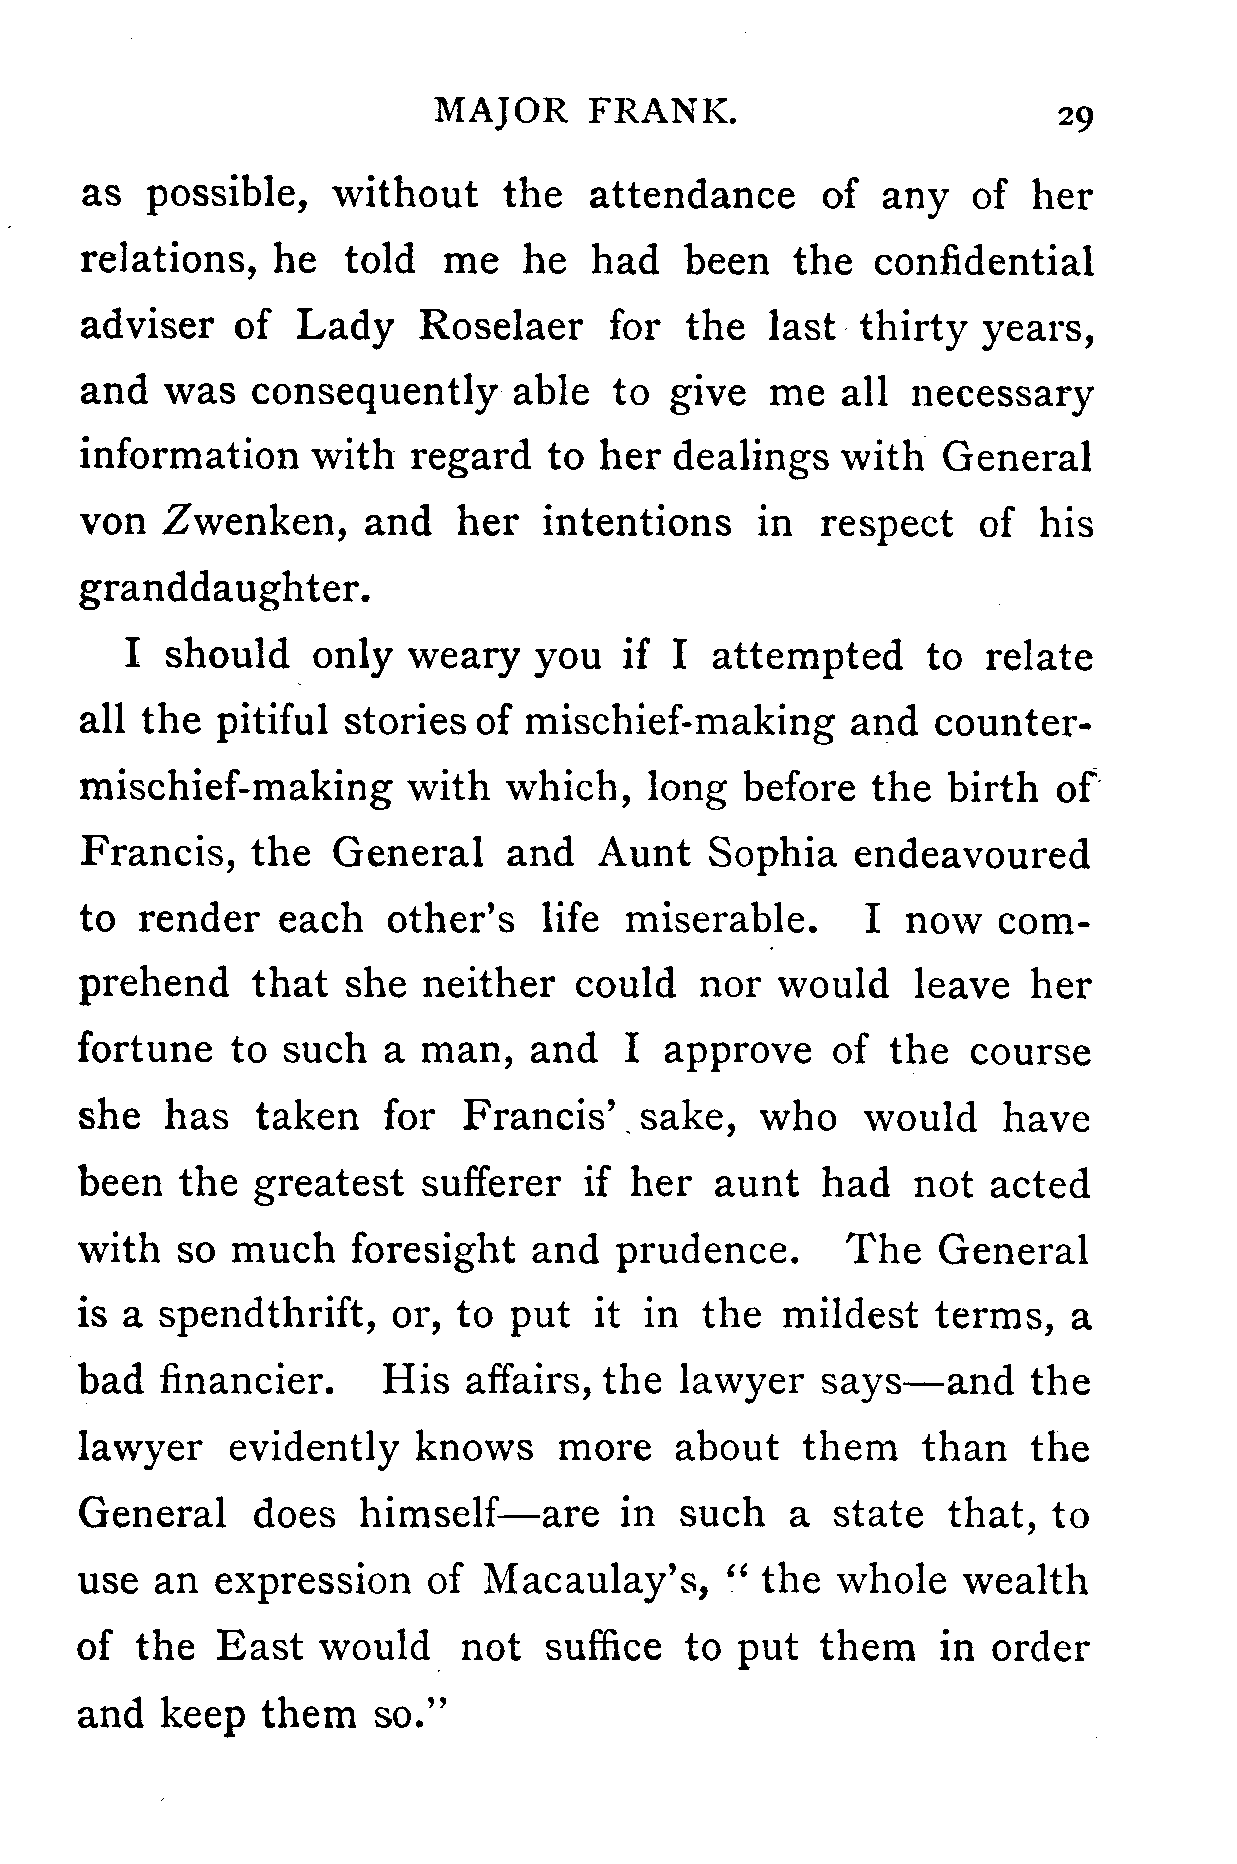 MAJOR FRANK. 29
as possible, without the attendance of any of her
relations, he told me he had been the confidential
adviser of Lady Roselaer for the last thirty years,
and was consequently able to give me all necessary
information with regard to her dealings with General
von Zwenken, and her intentions in respect of his
granddaughter.
I should only weary you if I attempted to relate
all the pitiful stories of mischief-making and counter-
mischief-making with which, long before the birth of
Francis, the General and Aunt Sophia endeavoured
to render each other's life miserable. I now com-
prehend that she neither could nor would leave her
fortune to such a man, and I approve of the course
she has taken for Francis' sake, who would have
been the greatest sufferer if her aunt had not acted
with so much foresight and prudence. The General
is a spendthrift, or, to put it in the mildest terms, a
bad financier. His affairs, the lawyer says—and the
lawyer evidently knows more about them than the
General does himself—are in such a state that, to
use an expression of Macaulay's, “ the whole wealth
of the East would not suffice to put them in order
and keep them so.”